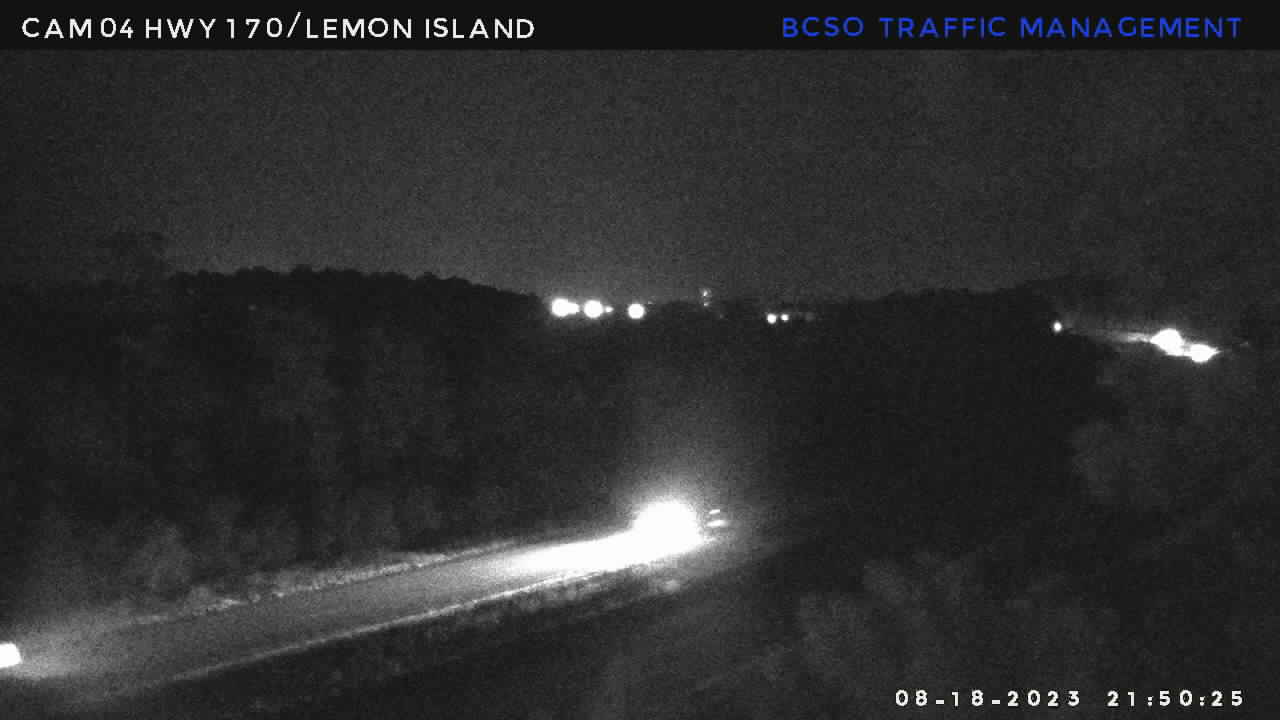 CAM04 HWY 170/LEMON ISLAND
BCSO TRAFFIC MANAGEMENT
08-18-2023 21:50:25